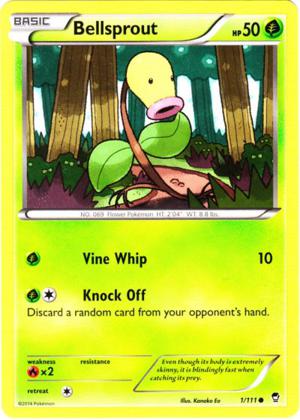 BASIC
Bellsprout HP50
NO. 069 Flower Pokémon HT: 2'04" WT: 8.8 lbs.
Vine Whip 10
Knock Off
Discard a random card from your opponent's hand.
weakness resistance
×2
retreat
Even though its body is extremely
skinny, it is blindingly fast when
catching its prey.
©2014 Pokémon Illus. Kanako Eo 1/111